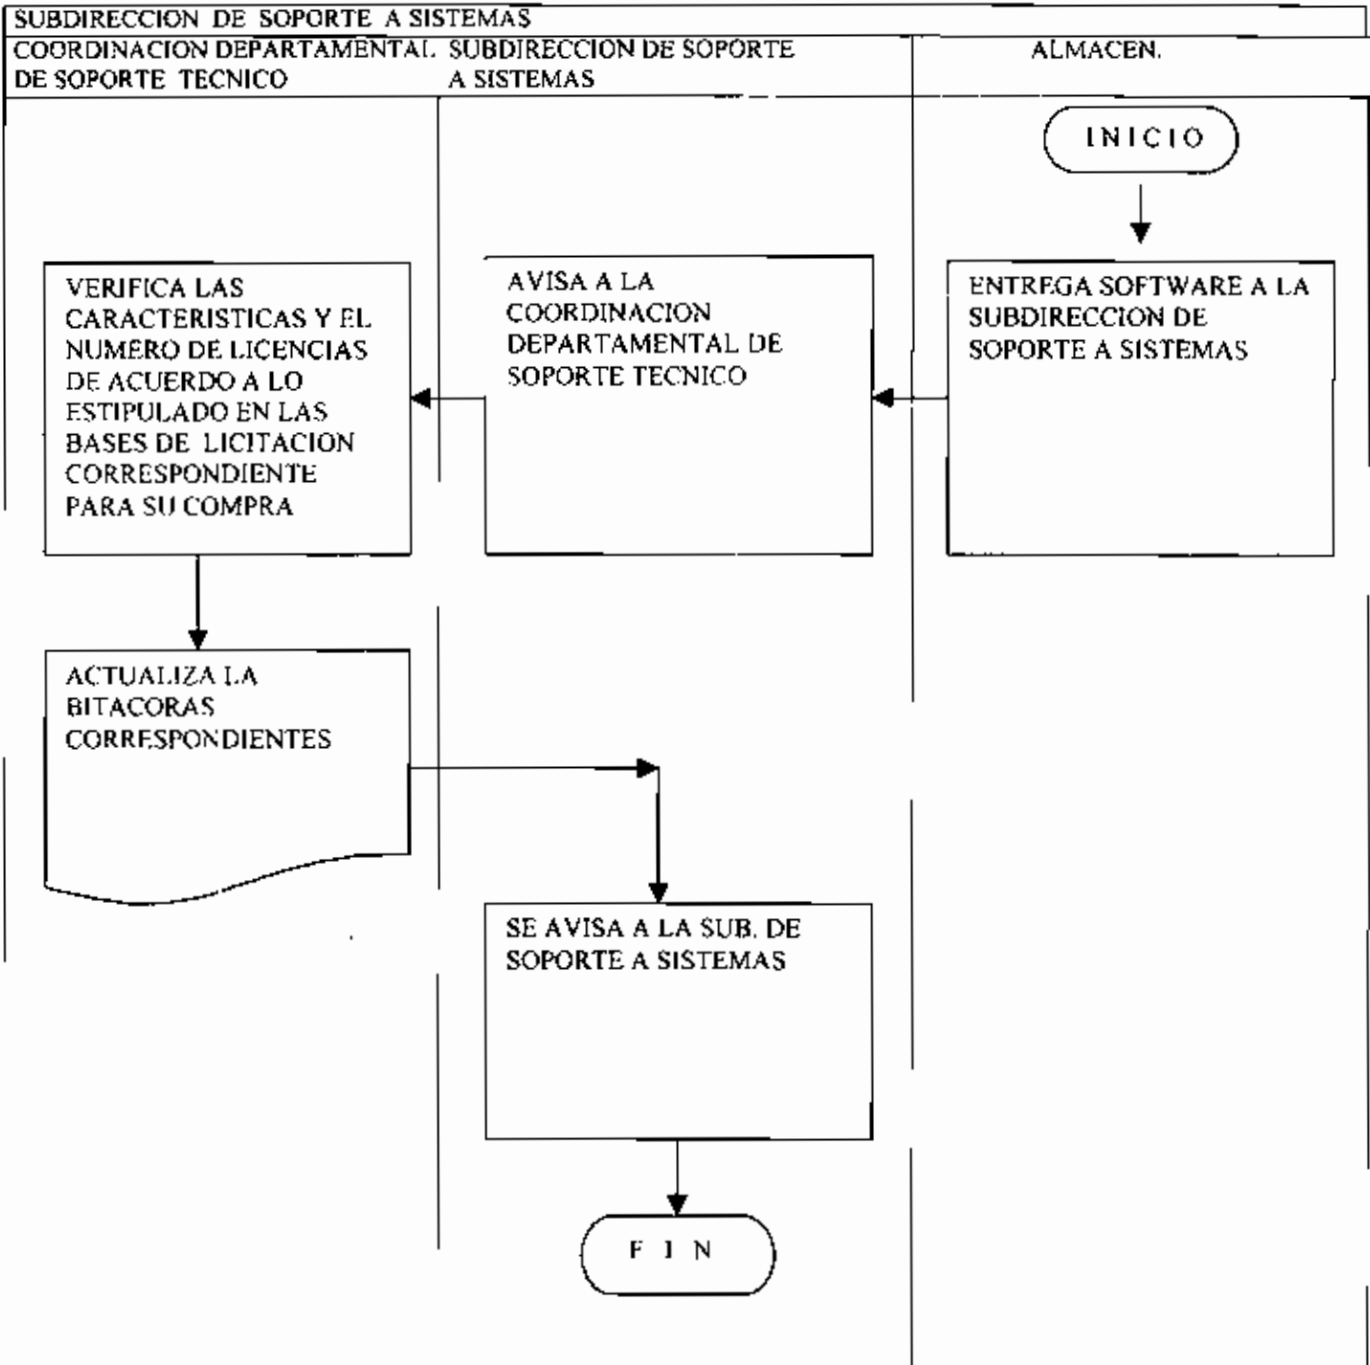 SUBDIRECCION DE SOPORTE A SISTEMAS
COORDINACION DEPARTAMENTAL
DE SOPORTE TECNICO
SUBDIRECCION DE SOPORTE
A SISTEMAS
ALMACEN.
INICIO
ENTREGA SOFTWARE A LA
SUBDIRECCION DE
SOPORTE A SISTEMAS
AVISA A LA
COORDINACION
DEPARTAMENTAL DE
SOPORTE TECNICO
VERIFICA LAS
CARACTERISTICAS Y EL
NUMERO DE LICENCIAS
DE ACUERDO A LO
ESTIPULADO EN LAS
BASES DE LICITACION
CORRESPONDIENTE
PARA SU COMPRA
ACTUALIZA LA
BITACORAS
CORRESPONDIENTES
SE AVISA A LA SUB. DE
SOPORTE A SISTEMAS
F I N